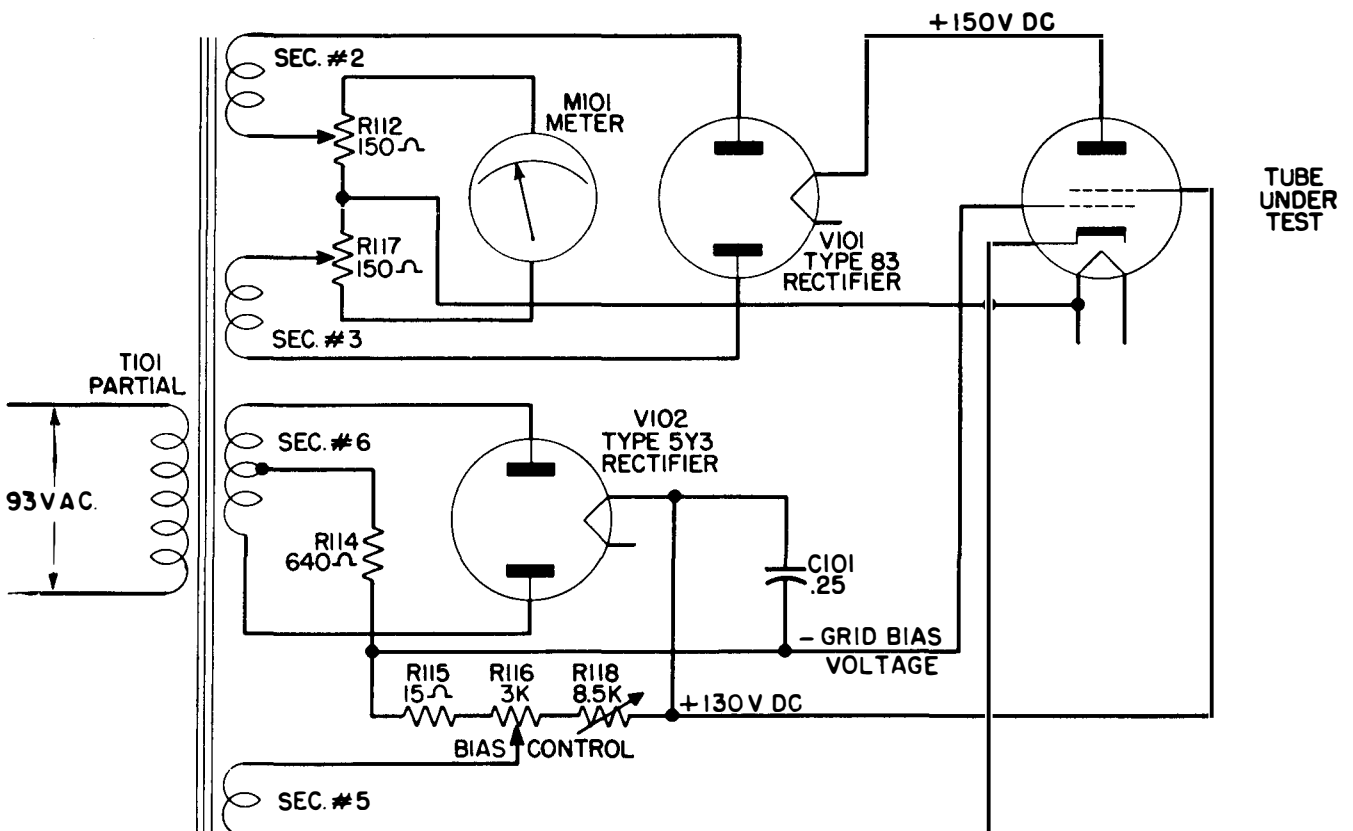 +150V DC
SEC. #2
M101
METER
R112
150Ω
TUBE
UNDER
TEST
R117
150Ω
V101
TYPE 83
RECTIFIER
SEC. #3
T101
PARTIAL
V102
TYPE 5Y3
RECTIFIER
SEC. #6
93VAC.
R114
640Ω
C101
.25
- GRID BIAS
VOLTAGE
R115
15Ω
R116
3K
R118
8.5K
+130V DC
BIAS CONTROL
SEC. #5